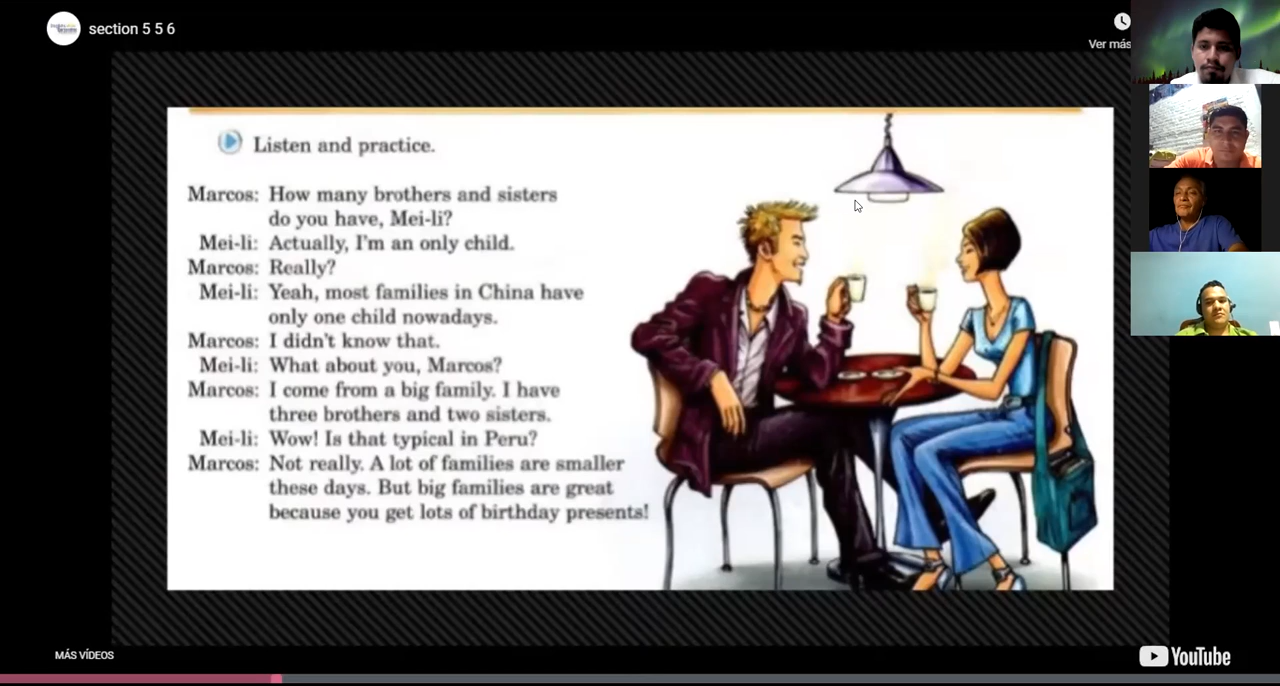 section 5 5 6
Ver más
Listen and practice.
Marcos: How many brothers and sisters
do you have, Mei-li?
Mei-li: Actually, I'm an only child.
Marcos: Really?
Mei-li: Yeah, most families in China have
only one child nowadays.
Marcos: I didn't know that.
Mei-li: What about you, Marcos?
Marcos: I come from a big family. I have
three brothers and two sisters.
Mei-li: Wow! Is that typical in Peru?
Marcos: Not really. A lot of families are smaller
these days. But big families are great
because you get lots of birthday presents!
MÁS VÍDEOS
YouTube